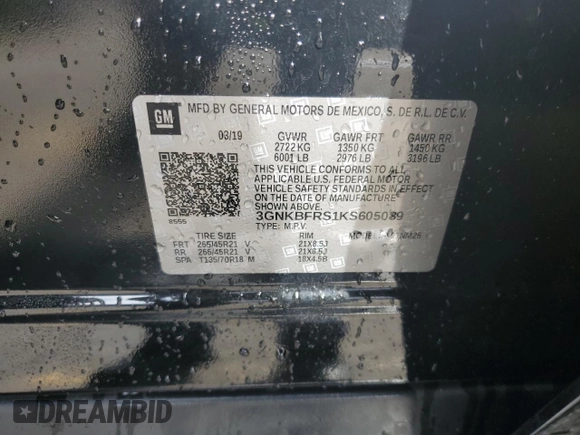 GM
MFD BY GENERAL MOTORS DE MEXICO, S. DE R.L. DE C.V.
03/19 GVWR GAWR FRT GAWR RR
2722 KG 1350 KG 1450 KG
6001 LB 2976 LB 3196 LB
THIS VEHICLE CONFORMS TO ALL
APPLICABLE U.S. FEDERAL MOTOR
VEHICLE SAFETY STANDARDS IN
EFFECT ON THE DATE OF
MANUFACTURE SHOWN ABOVE.
3GNKBFRS1KS605089
TYPE: M.P.V.
8555
TIRE SIZE RIM
FRT 265/45R21 V 21X8.5J
RR 265/45R21 V 21X8.5J
SPA T135/70R18 M 18X4.5B
DREAMBID